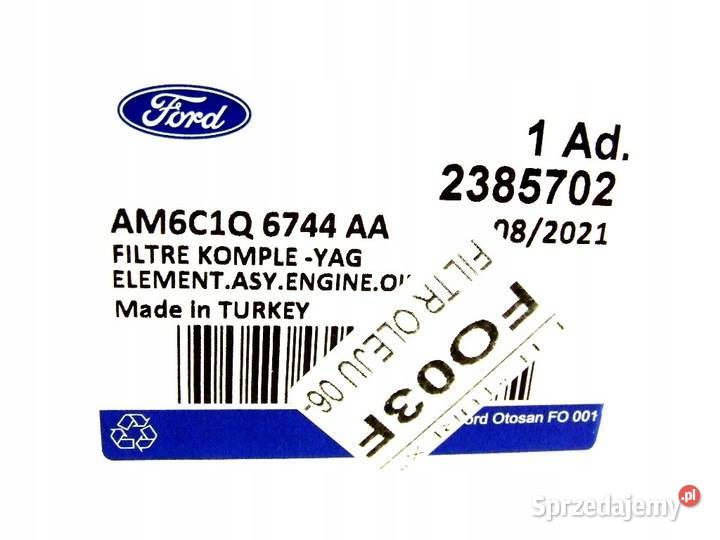 Ford
1 Ad.
2385702
AM6C1Q 6744 AA
08/2021
FILTRE KOMPLE -YAG
ELEMENT.ASY.ENGINE.OI
Made in TURKEY
FILTR OLEJU 06-
FO03F
Ford Otosan FO 001
Sprzedajemy.pl